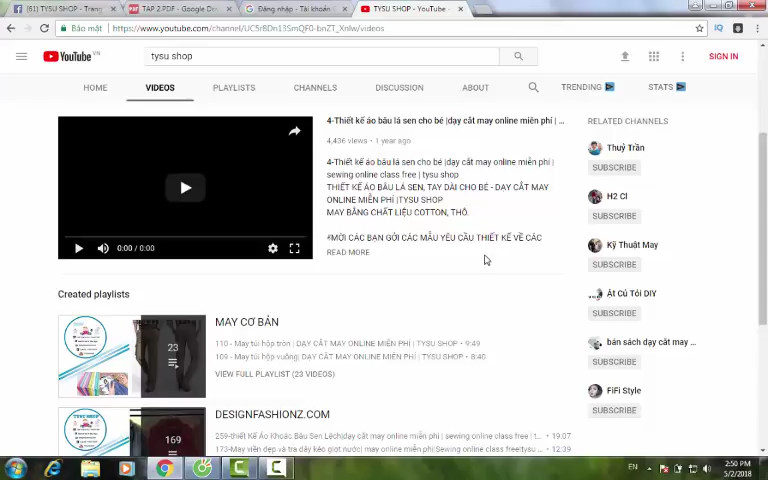 (61) TYSU SHOP - Trang
TAP 2.PDF - Google Driv
Đăng nhập - Tài khoản
TYSU SHOP - YouTube
Bảo mật
https://www.youtube.com/channel/UC5r8Dn13SmQF0-bnZT_Xnlw/videos
YouTube VN
tysu shop
SIGN IN
HOME
VIDEOS
PLAYLISTS
CHANNELS
DISCUSSION
ABOUT
TRENDING
STATS
4-Thiết kế áo bâu lá sen cho bé |dạy cắt may online miễn phí | ...
4,436 views • 1 year ago
4-Thiết kế áo bâu lá sen cho bé |dạy cắt may online miễn phí |
sewing online class free | tysu shop
THIẾT KẾ ÁO BÂU LÁ SEN, TAY DÀI CHO BÉ - DẠY CẮT MAY
ONLINE MIỄN PHÍ |TYSU SHOP
MAY BẰNG CHẤT LIỆU COTTON, THÔ.
#MỜI CÁC BẠN GỞI CÁC MẪU YÊU CẦU THIẾT KẾ VỀ CÁC
READ MORE
0:00 / 0:00
RELATED CHANNELS
Thuỷ Trần
SUBSCRIBE
H2 Cl
SUBSCRIBE
Kỹ Thuật May
SUBSCRIBE
Ật Cú Tỏi DIY
SUBSCRIBE
bán sách dạy cắt may ...
SUBSCRIBE
FiFi Style
SUBSCRIBE
Created playlists
23
MAY CƠ BẢN
110 - May túi hộp tròn | DẠY CẮT MAY ONLINE MIỄN PHÍ | TYSU SHOP • 9:49
109 - May túi hộp vuông| DẠY CẮT MAY ONLINE MIỄN PHÍ | TYSU SHOP • 8:40
VIEW FULL PLAYLIST (23 VIDEOS)
TYSU SHOP
169
DESIGNFASHIONZ.COM
259-thiết Kế Áo Khoác Bâu Sen Lệch|dạy cắt may online miễn phí | sewing online class free | t... • 19:07
173-May viền dẹp và tra dây kéo giọt nước| may online miễn phí|Sewing online class free|tysu... • 12:39
EN
2:50 PM
5/2/2018